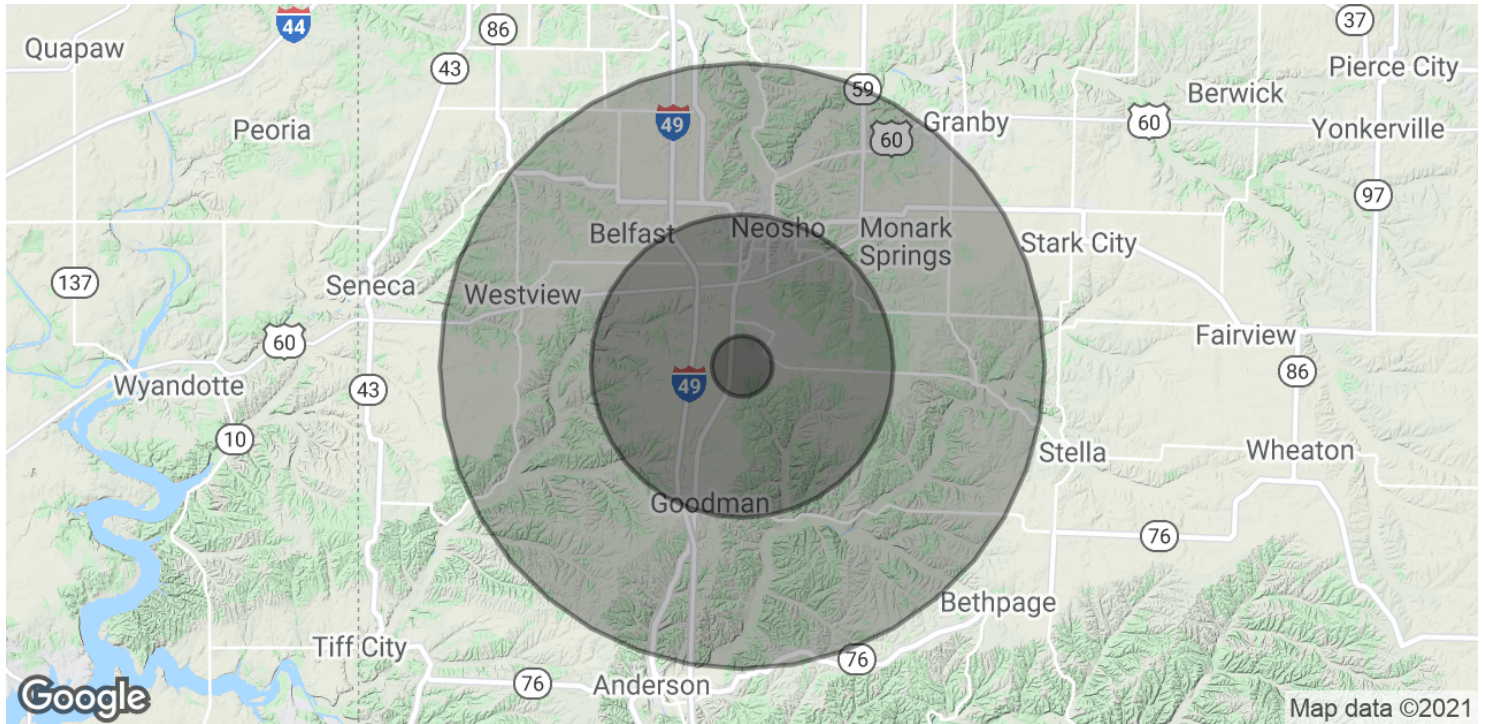 44
86
37
Quapaw
43
Pierce City
59
Berwick
49
Granby
60
60
Yonkerville
Peoria
97
Belfast
Neosho
Monark
Springs
Stark City
137
Seneca
Westview
60
Fairview
49
Wyandotte
43
86
10
Stella
Wheaton
Goodman
76
Bethpage
Tiff City
76
76
Anderson
Google
Map data ©2021